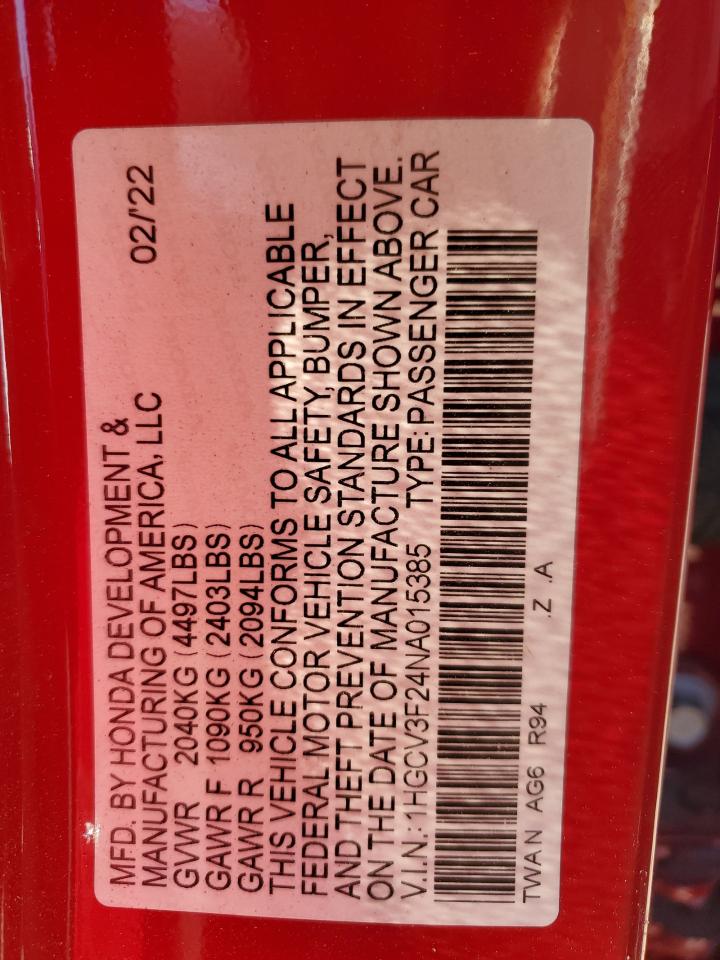 MFD. BY HONDA DEVELOPMENT &
MANUFACTURING OF AMERICA, LLC 02/'22
GVWR 2040KG (4497LBS)
GAWR F 1090KG (2403LBS)
GAWR R 950KG (2094LBS)
THIS VEHICLE CONFORMS TO ALL APPLICABLE
FEDERAL MOTOR VEHICLE SAFETY, BUMPER,
AND THEFT PREVENTION STANDARDS IN EFFECT
ON THE DATE OF MANUFACTURE SHOWN ABOVE.
V.I.N.:1HGCV3F24NA015385 TYPE:PASSENGER CAR
TWAN AG6 R94 .Z .A